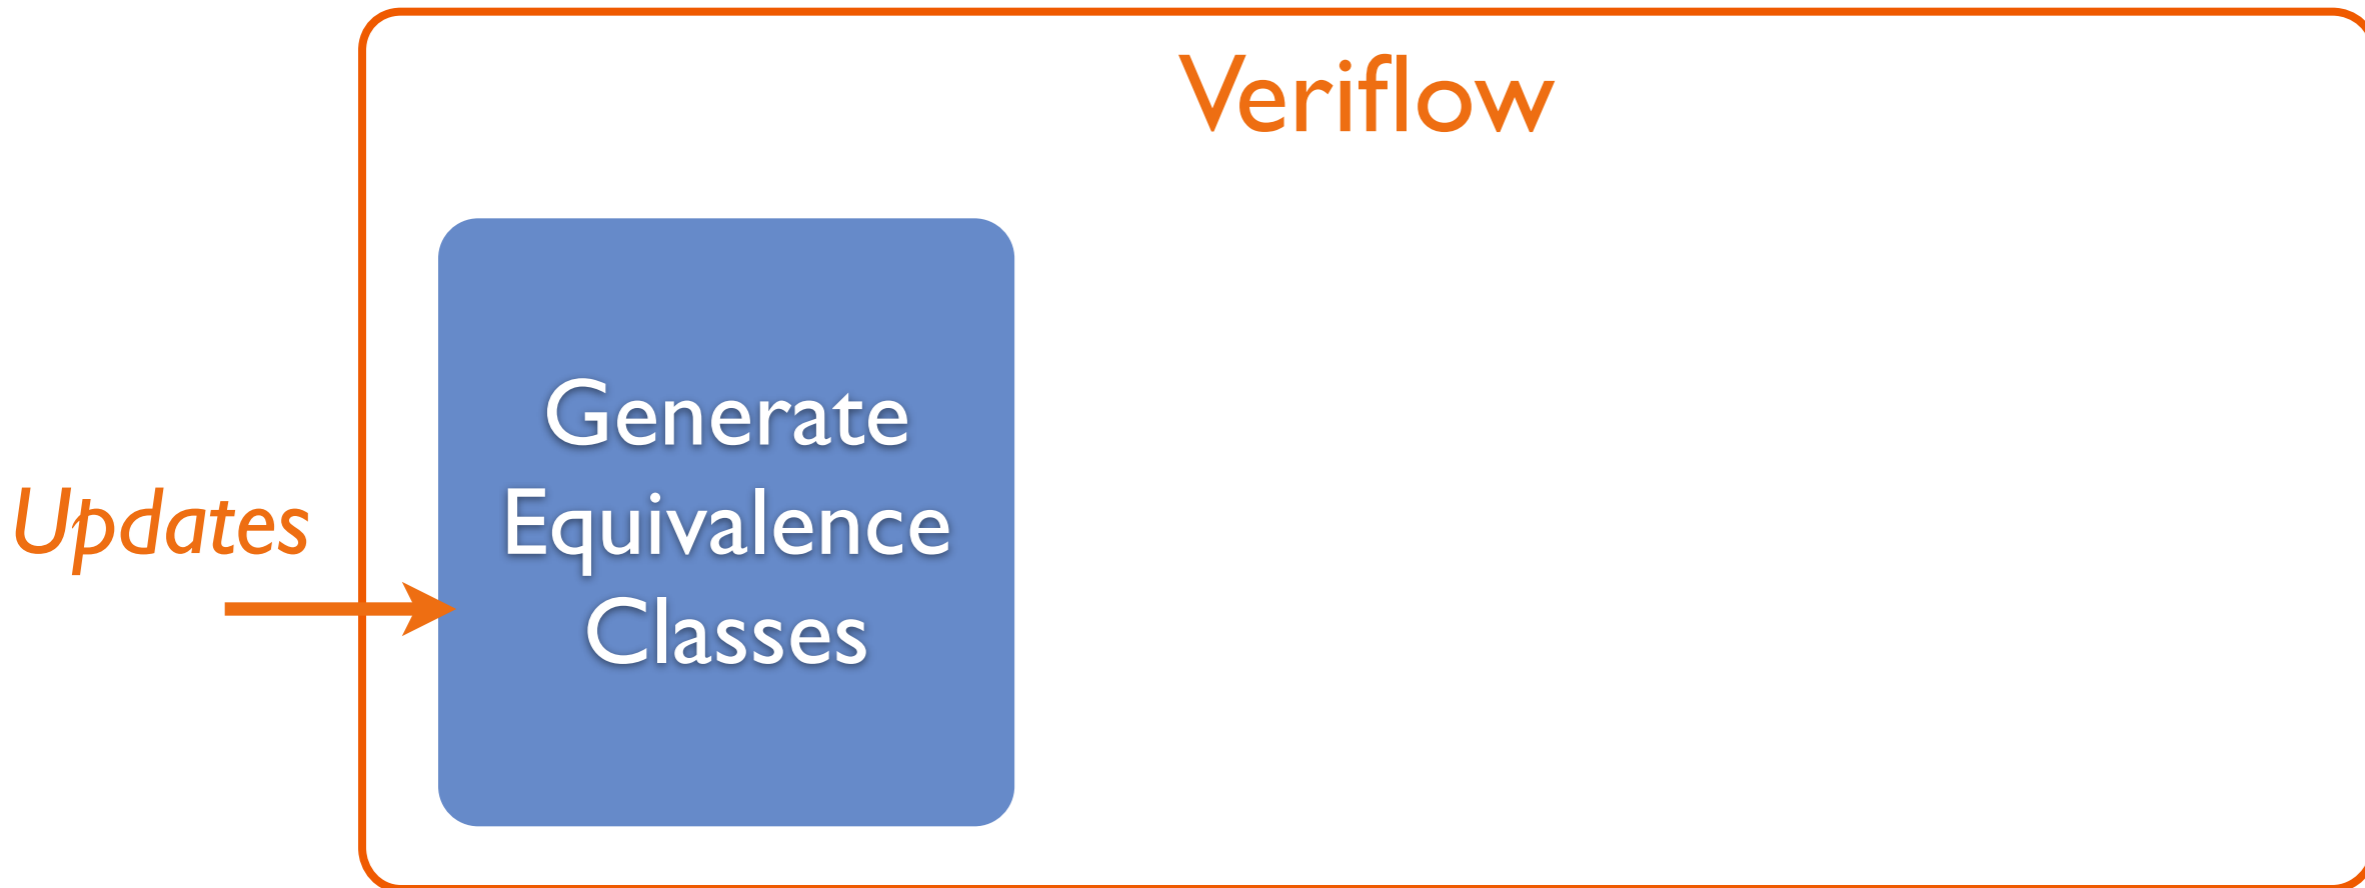 Veriflow
Generate
Equivalence
Classes
Updates